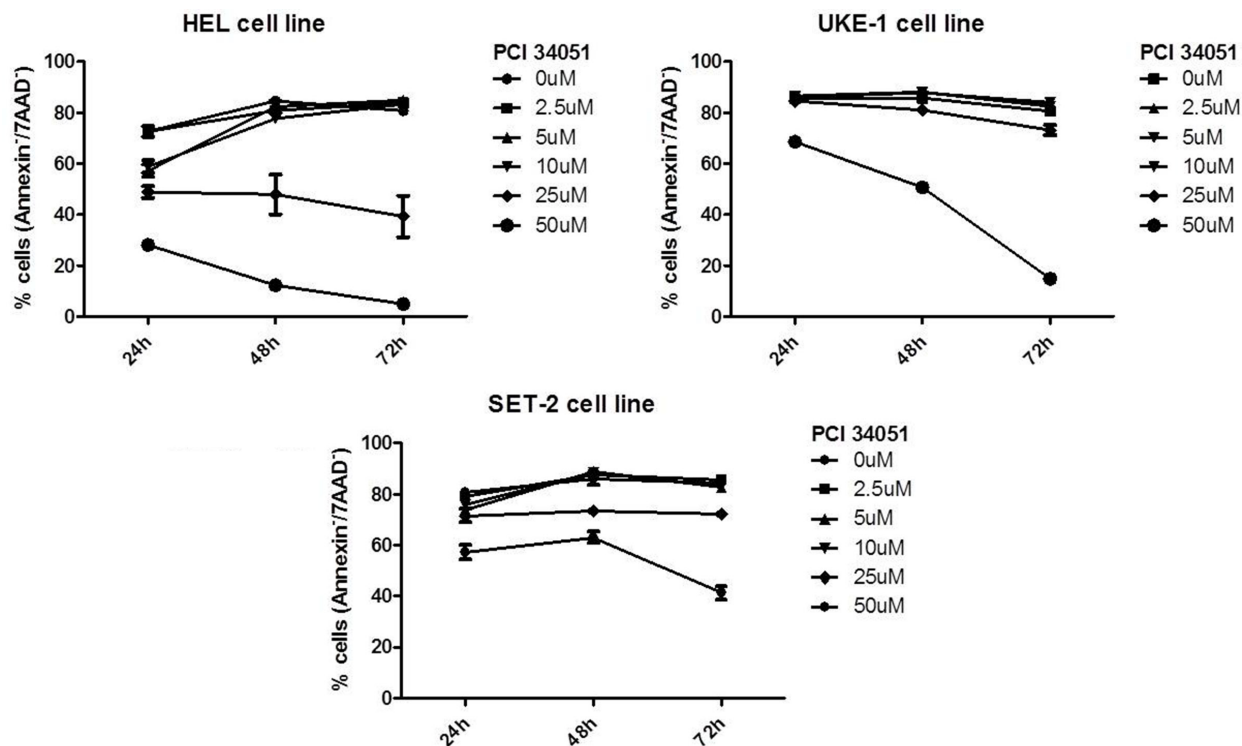 HEL cell line
% cells (Annexin⁻/7AAD⁻)
100
80
60
40
20
0
24h
48h
72h
PCI 34051
0uM
2.5uM
5uM
10uM
25uM
50uM
UKE-1 cell line
% cells (Annexin⁻/7AAD⁻)
100
80
60
40
20
0
24h
48h
72h
PCI 34051
0uM
2.5uM
5uM
10uM
25uM
50uM
SET-2 cell line
% cells (Annexin⁻/7AAD⁻)
100
80
60
40
20
0
24h
48h
72h
PCI 34051
0uM
2.5uM
5uM
10uM
25uM
50uM